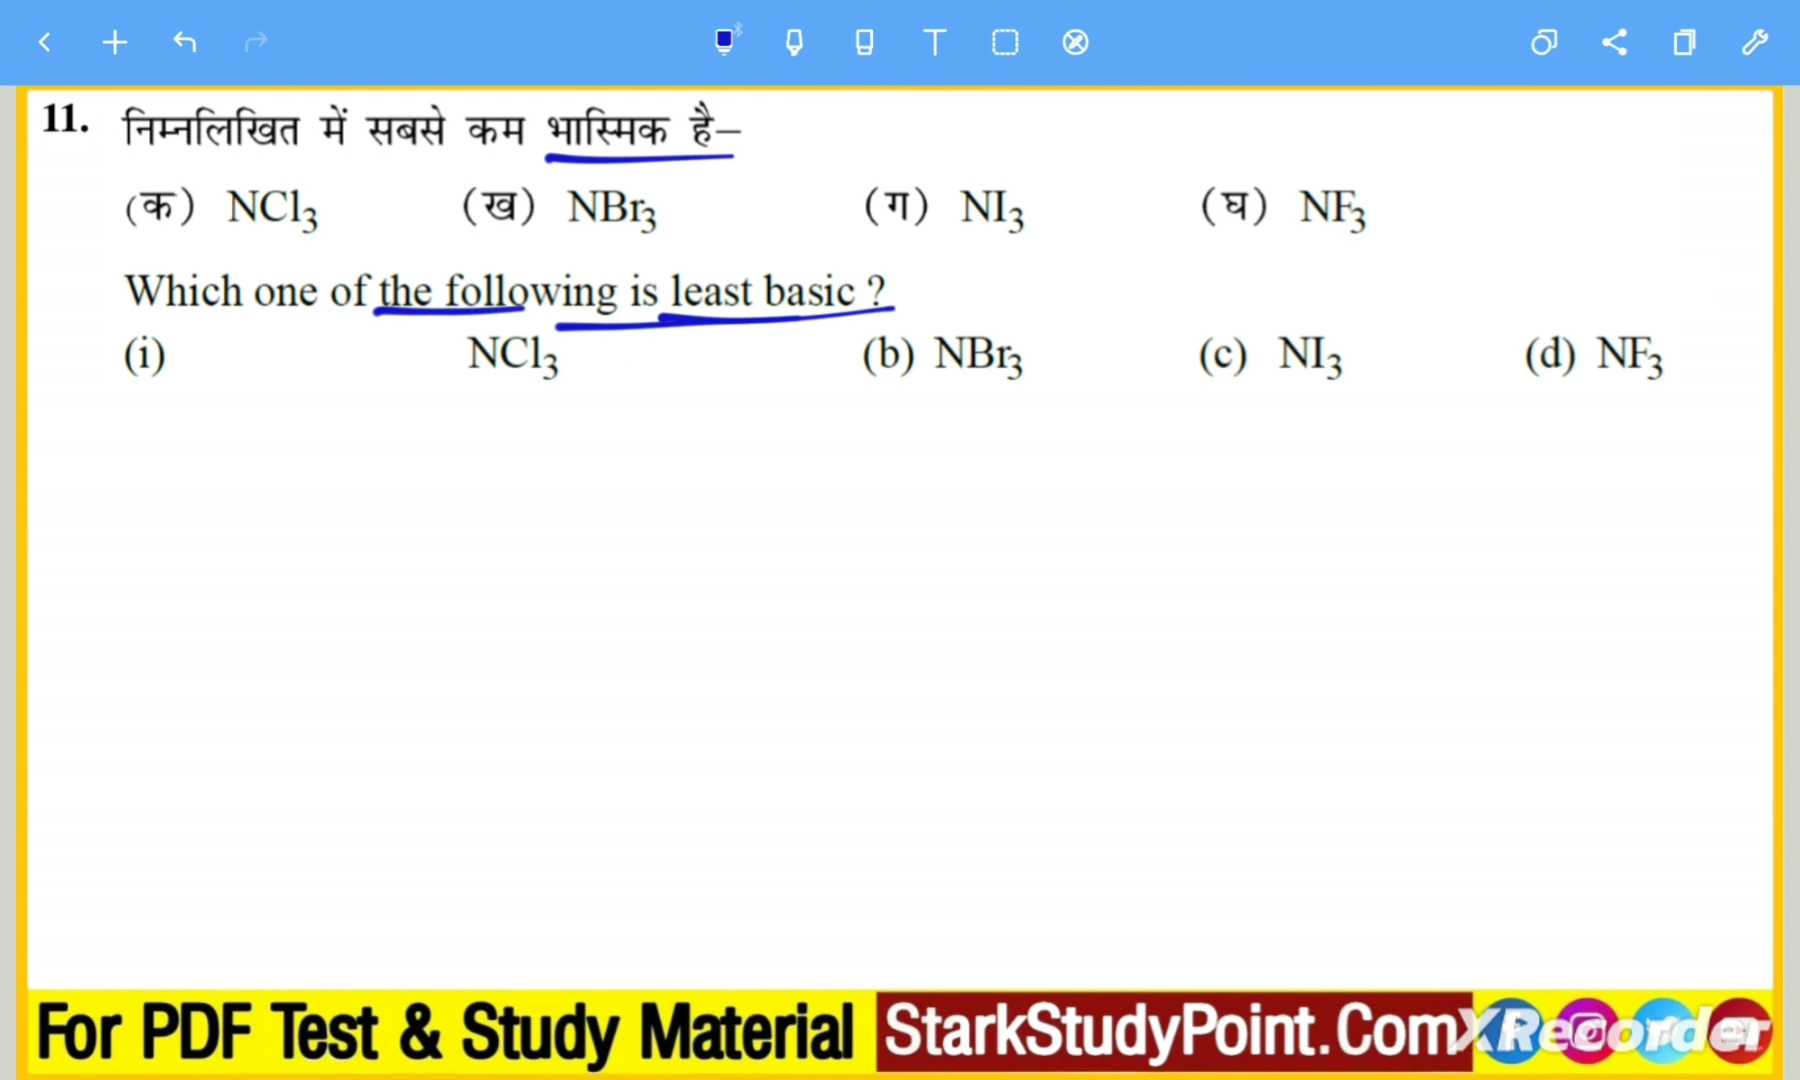 11. निम्नलिखित में सबसे कम भास्मिक है–
(क) NCl₃ (ख) NBr₃ (ग) NI₃ (घ) NF₃
Which one of the following is least basic ?
(i) NCl₃ (b) NBr₃ (c) NI₃ (d) NF₃
For PDF Test & Study Material StarkStudyPoint.Com XRecorder